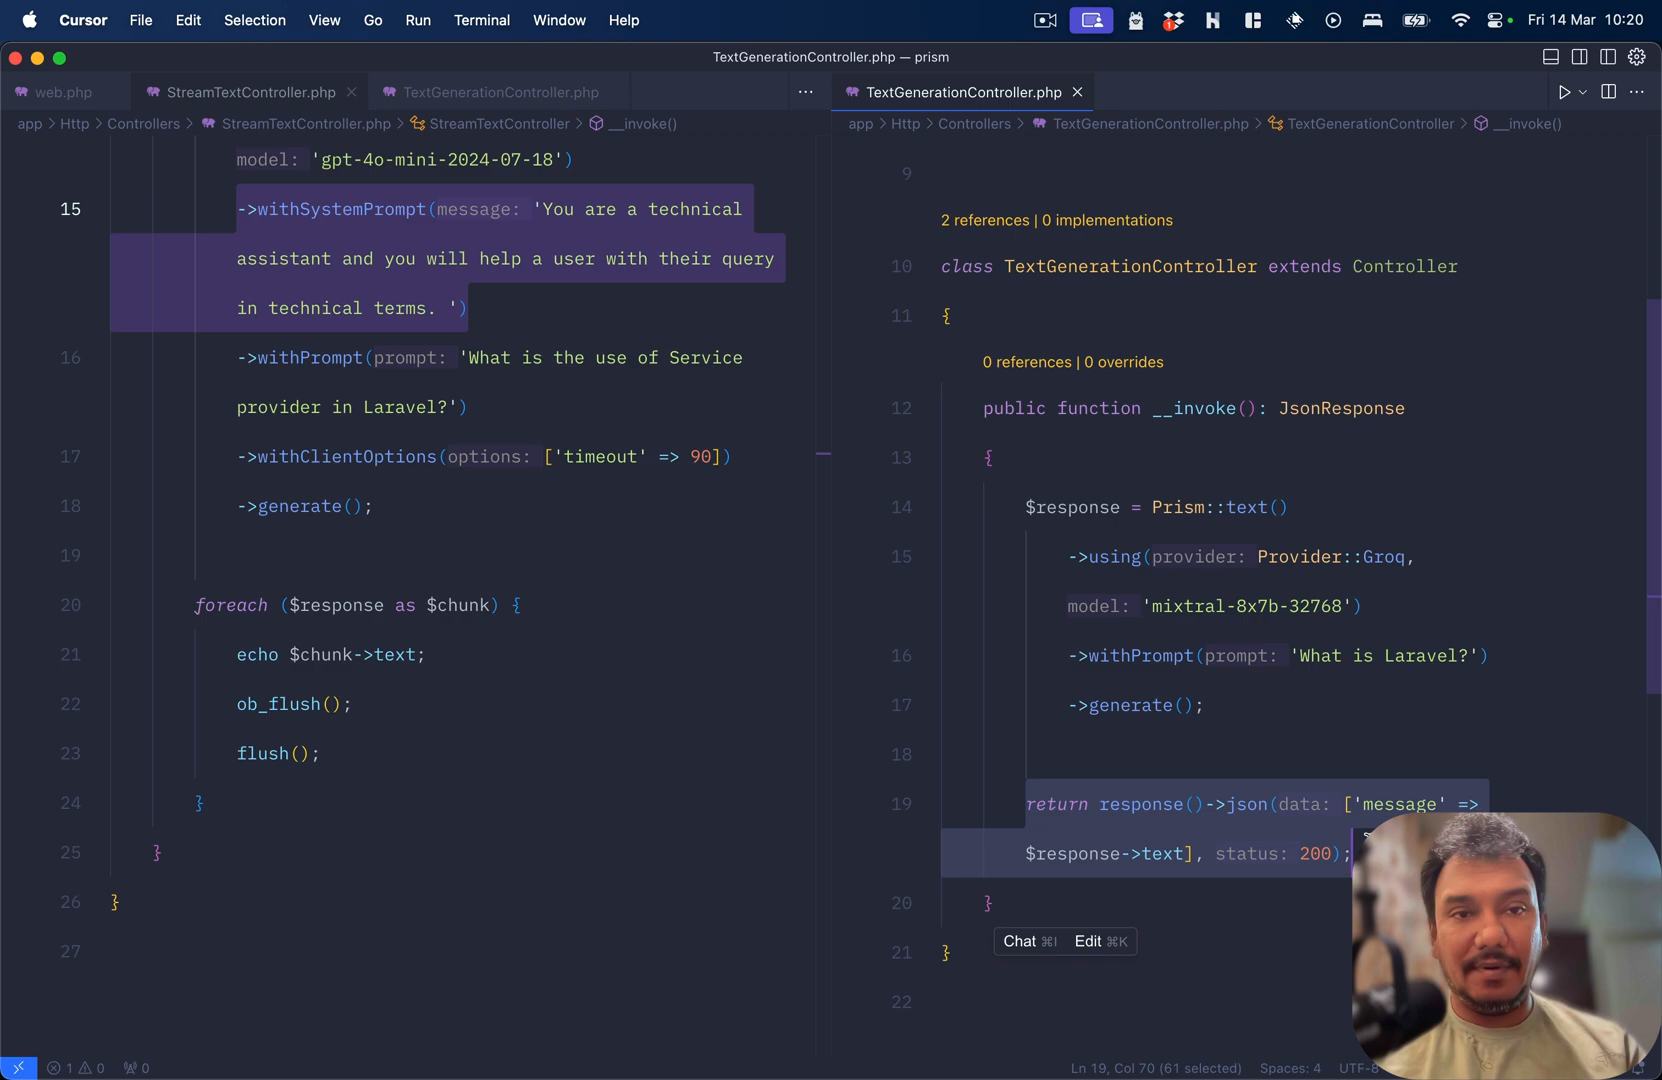 Cursor File Edit Selection View Go Run Terminal Window Help
1
Fri 14 Mar 10:20
TextGenerationController.php — prism
web.php StreamTextController.php TextGenerationController.php
app > Http > Controllers > StreamTextController.php > StreamTextController > __invoke()
model: 'gpt-4o-mini-2024-07-18')
15 ->withSystemPrompt(message: 'You are a technical
assistant and you will help a user with their query
in technical terms. ')
16 ->withPrompt(prompt: 'What is the use of Service
provider in Laravel?')
17 ->withClientOptions(options: ['timeout' => 90])
18 ->generate();
19
20 foreach ($response as $chunk) {
21 echo $chunk->text;
22 ob_flush();
23 flush();
24 }
25 }
26 }
27
TextGenerationController.php
app > Http > Controllers > TextGenerationController.php > TextGenerationController > __invoke()
9
2 references | 0 implementations
10 class TextGenerationController extends Controller
11 {
0 references | 0 overrides
12 public function __invoke(): JsonResponse
13 {
14 $response = Prism::text()
15 ->using(provider: Provider::Groq,
model: 'mixtral-8x7b-32768')
16 ->withPrompt(prompt: 'What is Laravel?')
17 ->generate();
18
19 return response()->json(data: ['message' =>
$response->text], status: 200);
20 }
Chat ⌘I Edit ⌘K
21 }
22
1 0 0
Ln 19, Col 70 (61 selected) Spaces: 4 UTF-8